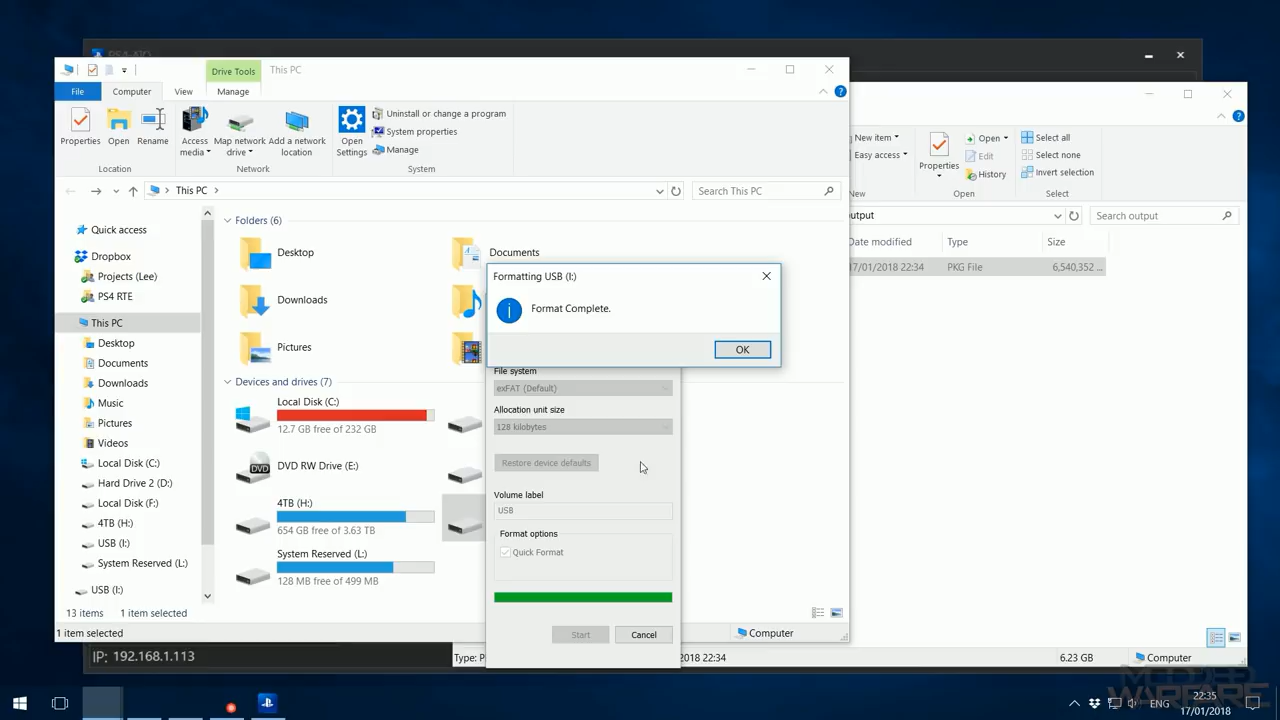 This PC
Drive Tools
File
Computer
View
Manage
Properties
Open
Rename
Access media
Map network drive
Add a network location
Open Settings
Uninstall or change a program
System properties
Manage
Location
Network
System
This PC
Search This PC
Quick access
Dropbox
Projects (Lee)
PS4 RTE
This PC
Desktop
Documents
Downloads
Music
Pictures
Videos
Local Disk (C:)
Hard Drive 2 (D:)
Local Disk (F:)
4TB (H:)
USB (I:)
System Reserved (L:)
USB (I:)
Folders (6)
Desktop
Documents
Downloads
Pictures
Devices and drives (7)
Local Disk (C:)
12.7 GB free of 232 GB
DVD RW Drive (E:)
4TB (H:)
654 GB free of 3.63 TB
System Reserved (L:)
128 MB free of 499 MB
13 items
1 item selected
1 item selected
Computer
Formatting USB (I:)
Format Complete.
OK
File system
exFAT (Default)
Allocation unit size
128 kilobytes
Restore device defaults
Volume label
USB
Format options
Quick Format
Start
Cancel
New item
Easy access
New
Properties
Open
Edit
History
Open
Select all
Select none
Invert selection
Select
output
Search output
Date modified
Type
Size
17/01/2018 22:34
PKG File
6,540,352 ...
Type: P
2018 22:34
6.23 GB
Computer
IP: 192.168.1.113
MODDED
WARFARE
ENG
22:35
17/01/2018